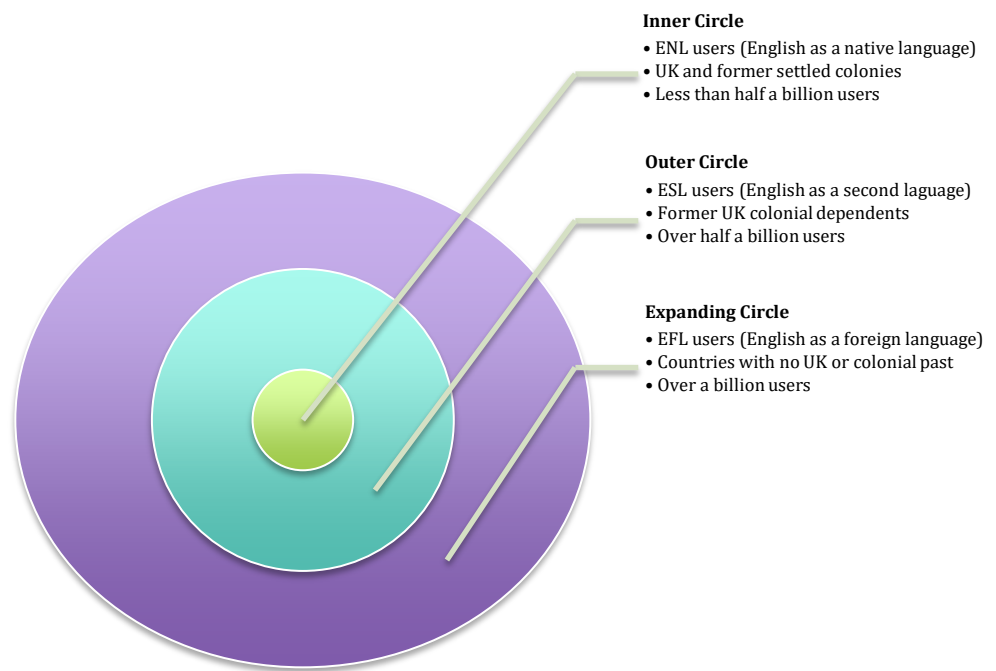 Inner Circle
• ENL users (English as a native language)
• UK and former settled colonies
• Less than half a billion users
Outer Circle
• ESL users (English as a second laguage)
• Former UK colonial dependents
• Over half a billion users
Expanding Circle
• EFL users (English as a foreign language)
• Countries with no UK or colonial past
• Over a billion users